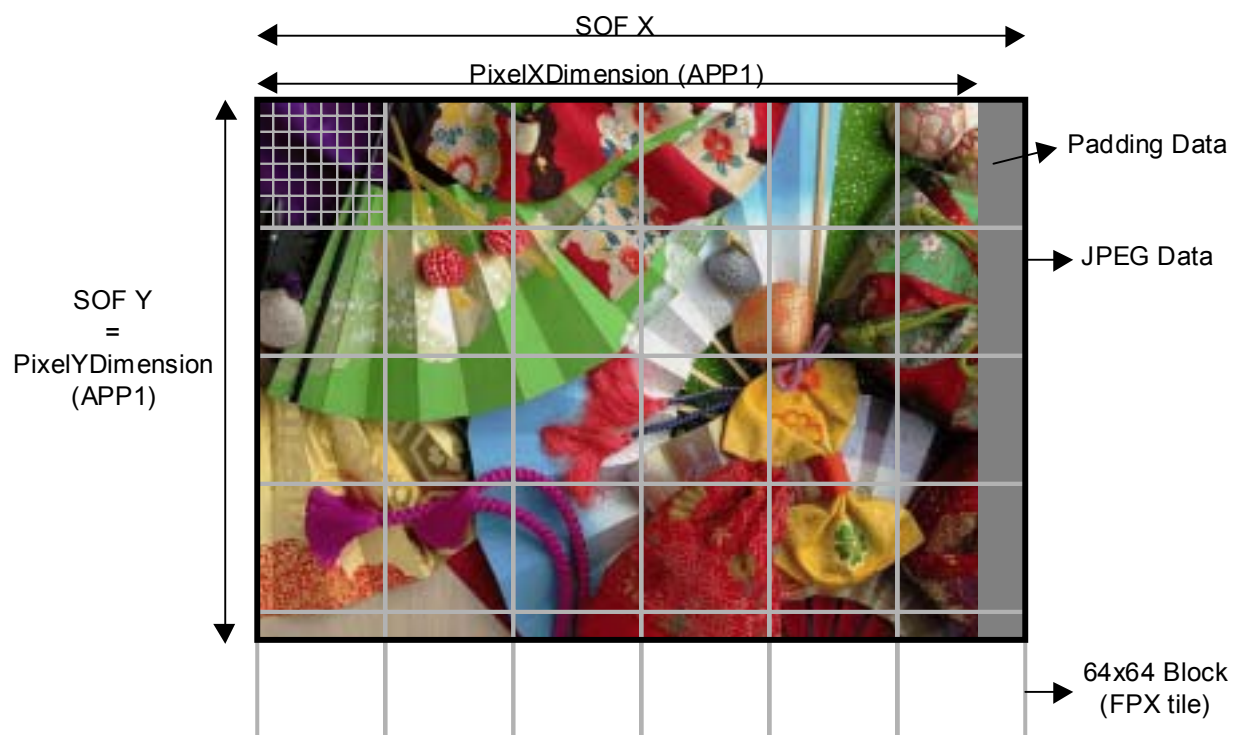 SOF X
PixelXDimension (APP1)
Padding Data
JPEG Data
SOF Y
=
PixelYDimension
(APP1)
64x64 Block
(FPX tile)